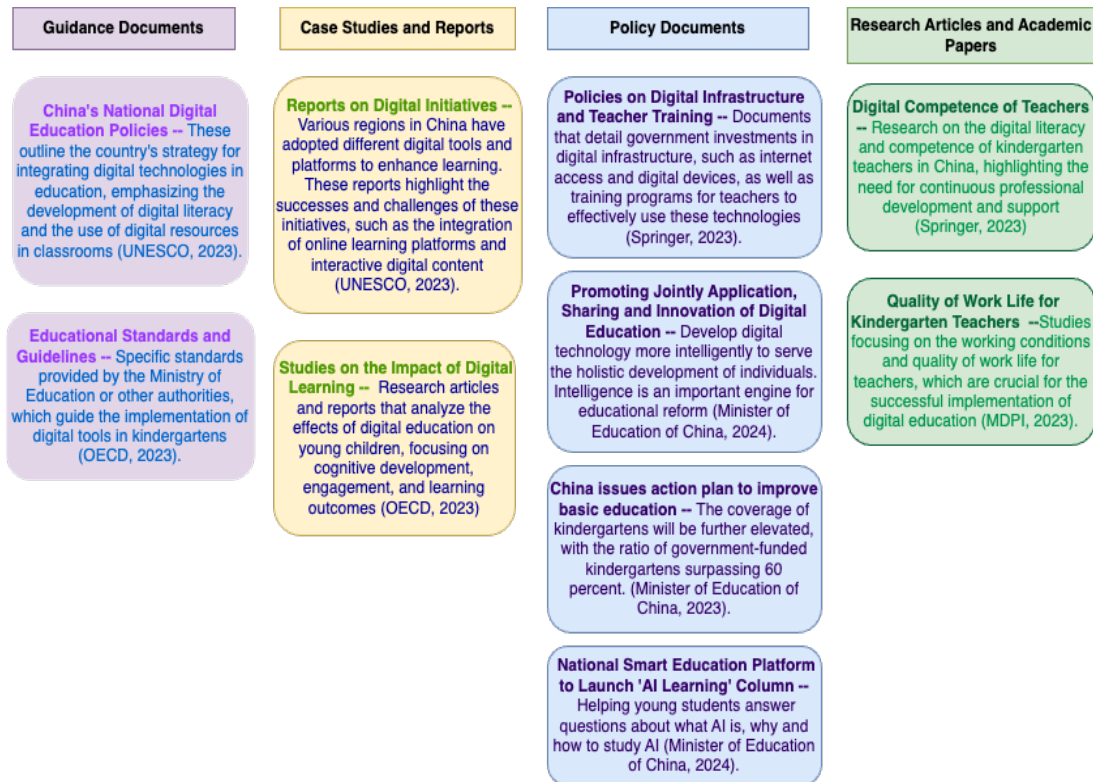 Guidance Documents
China's National Digital
Education Policies -- These
outline the country's strategy for
integrating digital technologies in
education, emphasizing the
development of digital literacy
and the use of digital resources
in classrooms (UNESCO, 2023).
Educational Standards and
Guidelines -- Specific standards
provided by the Ministry of
Education or other authorities,
which guide the implementation of
digital tools in kindergartens
(OECD, 2023).
Case Studies and Reports
Reports on Digital Initiatives --
Various regions in China have
adopted different digital tools and
platforms to enhance learning.
These reports highlight the
successes and challenges of these
initiatives, such as the integration
of online learning platforms and
interactive digital content
(UNESCO, 2023).
Studies on the Impact of Digital
Learning -- Research articles
and reports that analyze the
effects of digital education on
young children, focusing on
cognitive development,
engagement, and learning
outcomes (OECD, 2023)
Policy Documents
Policies on Digital Infrastructure
and Teacher Training -- Documents
that detail government investments in
digital infrastructure, such as internet
access and digital devices, as well as
training programs for teachers to
effectively use these technologies
(Springer, 2023).
Promoting Jointly Application,
Sharing and Innovation of Digital
Education -- Develop digital
technology more intelligently to serve
the holistic development of individuals.
Intelligence is an important engine for
educational reform (Minister of
Education of China, 2024).
China issues action plan to improve
basic education -- The coverage of
kindergartens will be further elevated,
with the ratio of government-funded
kindergartens surpassing 60
percent. (Minister of Education of
China, 2023).
National Smart Education Platform
to Launch 'AI Learning' Column --
Helping young students answer
questions about what AI is, why and
how to study AI (Minister of Education
of China, 2024).
Research Articles and Academic
Papers
Digital Competence of Teachers
-- Research on the digital literacy
and competence of kindergarten
teachers in China, highlighting the
need for continuous professional
development and support
(Springer, 2023)
Quality of Work Life for
Kindergarten Teachers --Studies
focusing on the working conditions
and quality of work life for
teachers, which are crucial for the
successful implementation of
digital education (MDPI, 2023).